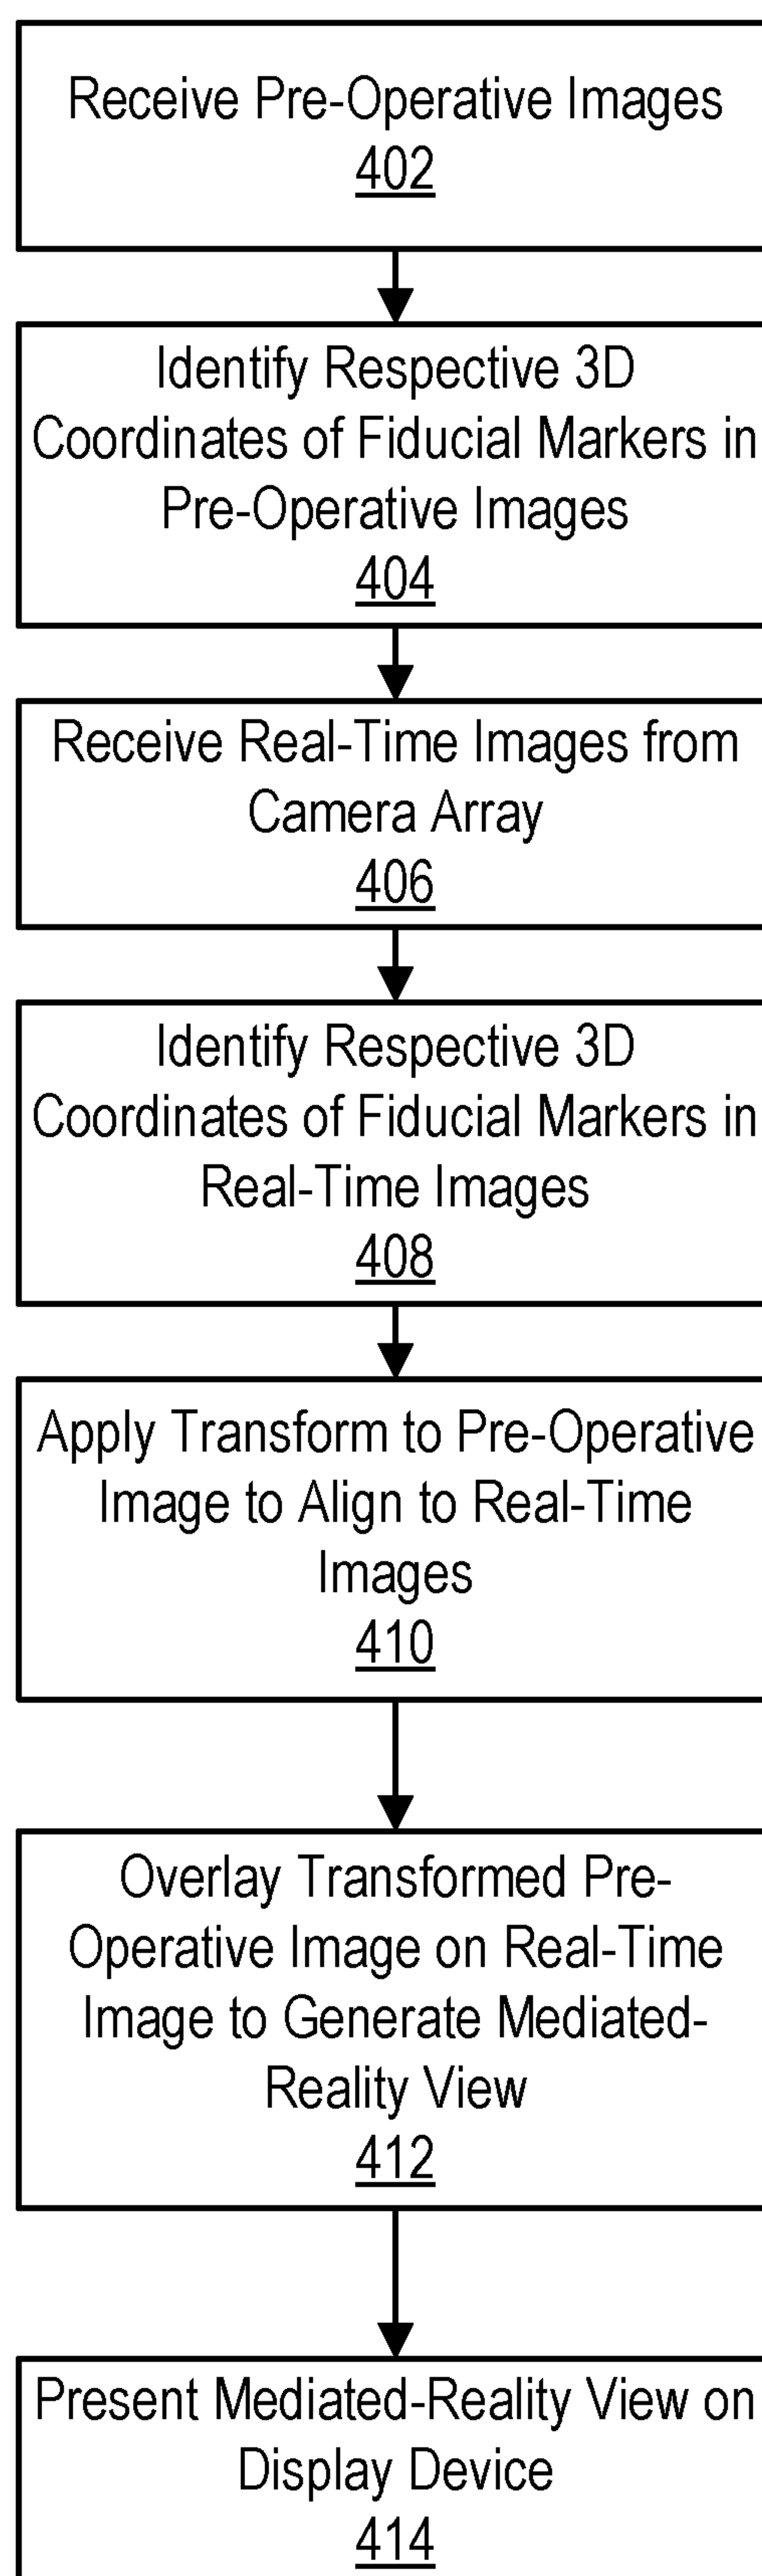 Receive Pre-Operative Images
402
Identify Respective 3D
Coordinates of Fiducial Markers in
Pre-Operative Images
404
Receive Real-Time Images from
Camera Array
406
Identify Respective 3D
Coordinates of Fiducial Markers in
Real-Time Images
408
Apply Transform to Pre-Operative
Image to Align to Real-Time
Images
410
Overlay Transformed Pre-
Operative Image on Real-Time
Image to Generate Mediated-
Reality View
412
Present Mediated-Reality View on
Display Device
414